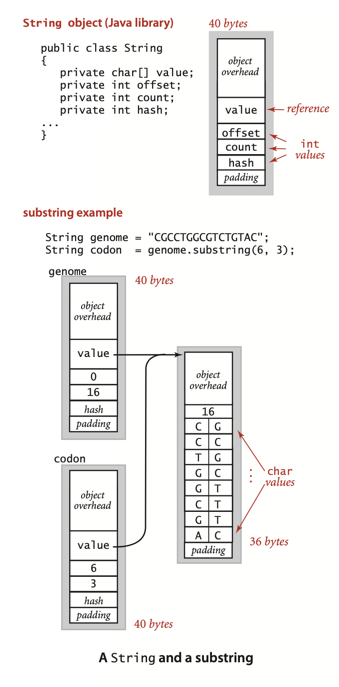 String object (Java library)
40 bytes
public class String
{
private char[] value;
private int offset;
private int count;
private int hash;
...
}
object
overhead
value
reference
offset
count
hash
padding
int
values
substring example
String genome = "CGCCTGGCGTCTGTAC";
String codon = genome.substring(6, 3);
genome
40 bytes
object
overhead
value
0
16
hash
padding
codon
object
overhead
value
6
3
hash
padding
40 bytes
object
overhead
16
C G
C C
T G
G C
G T
C T
G T
A C
padding
⋮
char
values
36 bytes
A String and a substring